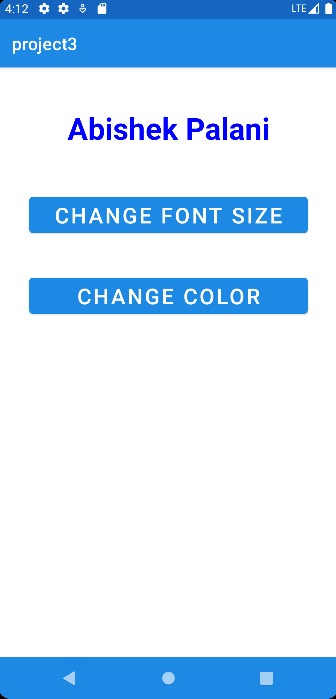 4:12 LTE
project3
Abishek Palani
CHANGE FONT SIZE
CHANGE COLOR